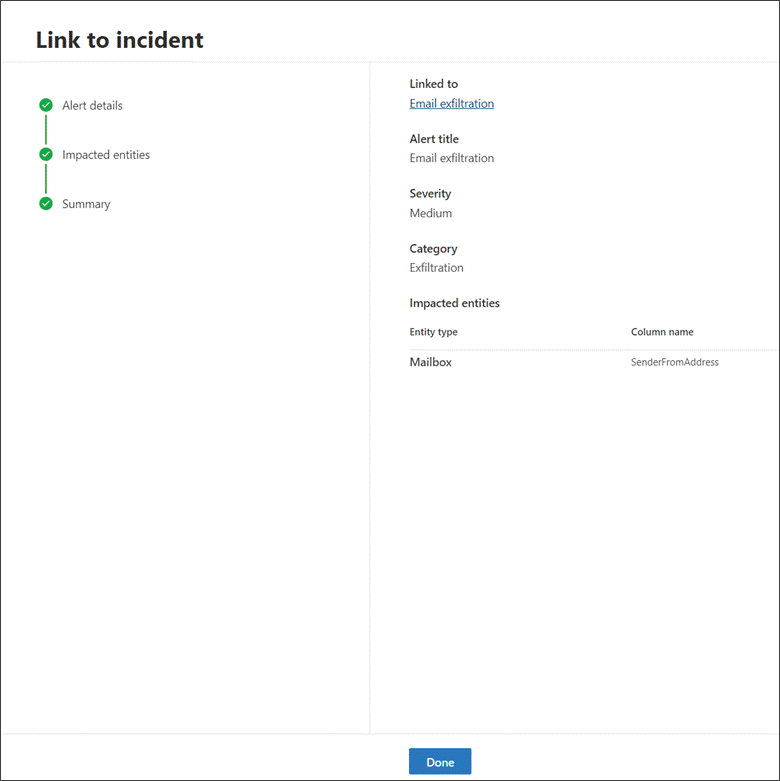 Link to incident
Alert details
Impacted entities
Summary
Linked to
Email exfiltration
Alert title
Email exfiltration
Severity
Medium
Category
Exfiltration
Impacted entities
Entity type Column name
Mailbox SenderFromAddress
Done